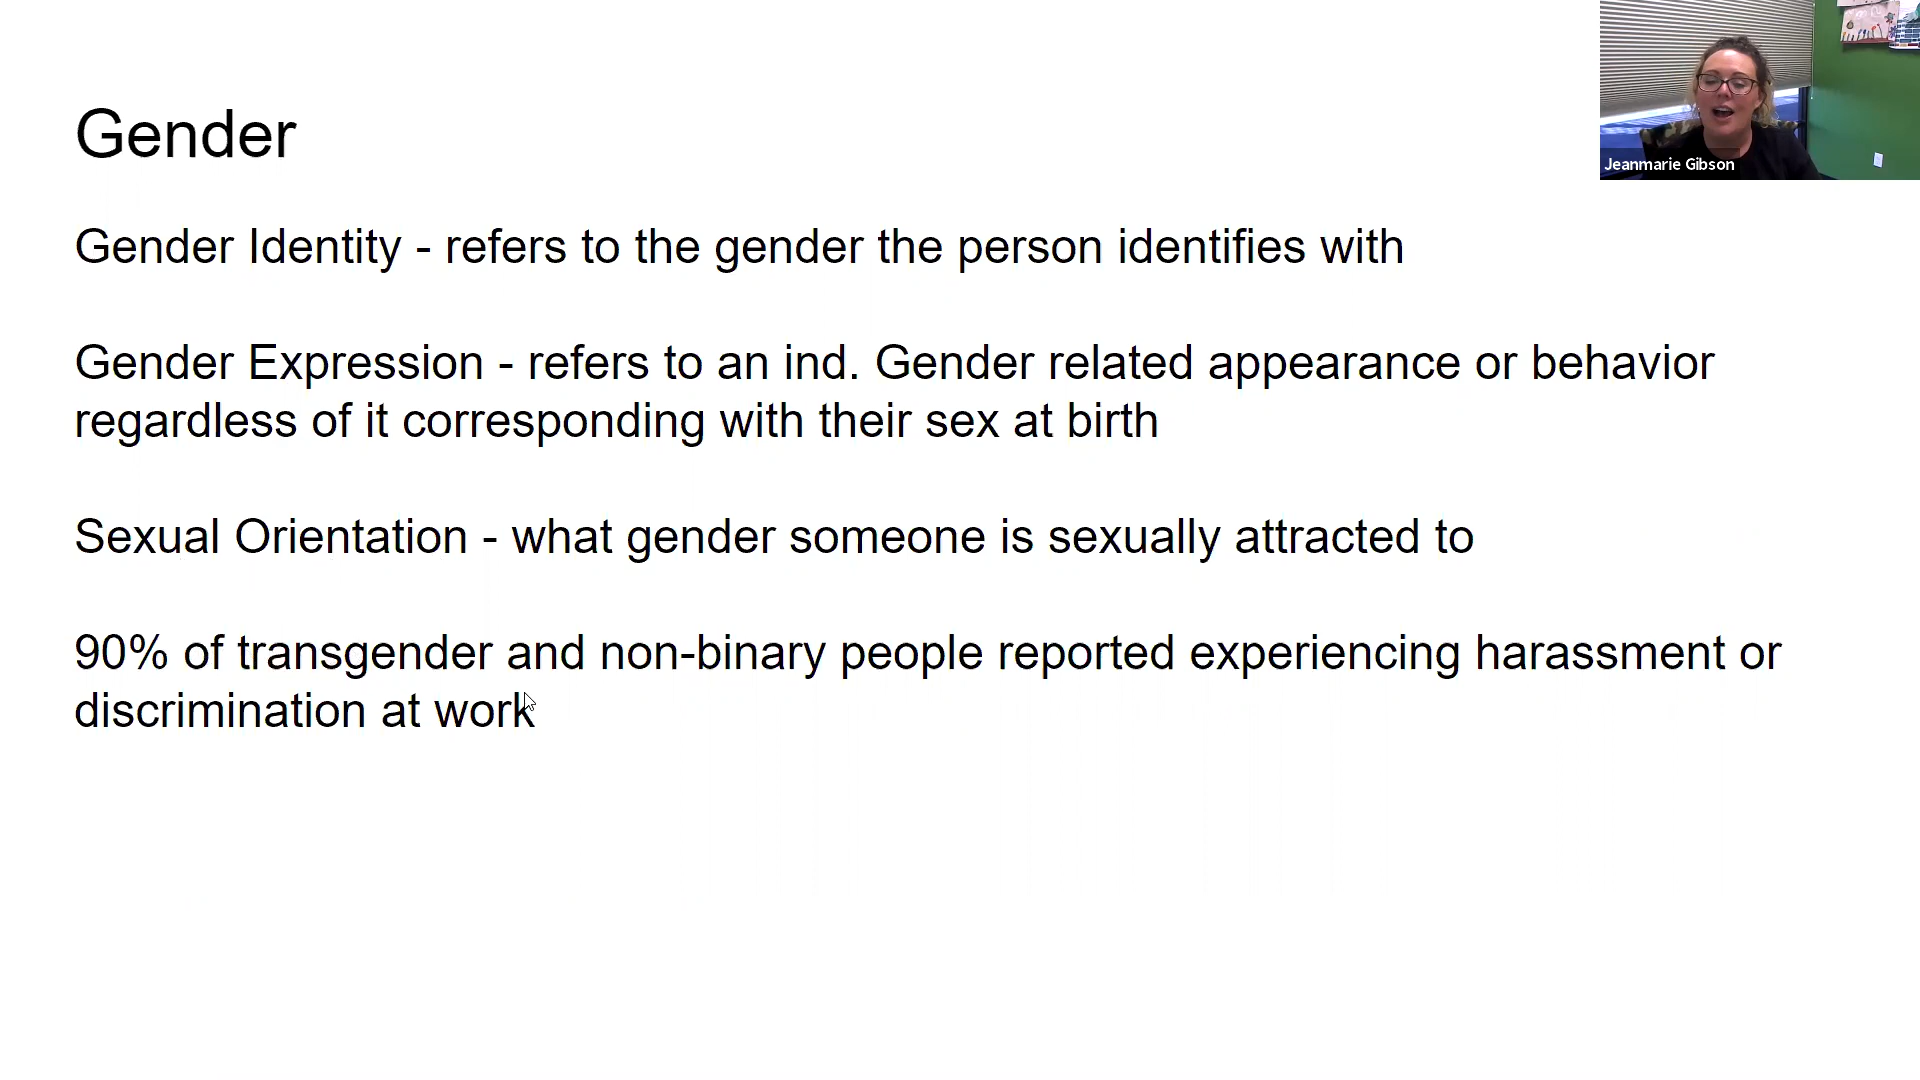 Gender
Jeanmarie Gibson
Gender Identity - refers to the gender the person identifies with
Gender Expression - refers to an ind. Gender related appearance or behavior
regardless of it corresponding with their sex at birth
Sexual Orientation - what gender someone is sexually attracted to
90% of transgender and non-binary people reported experiencing harassment or
discrimination at work